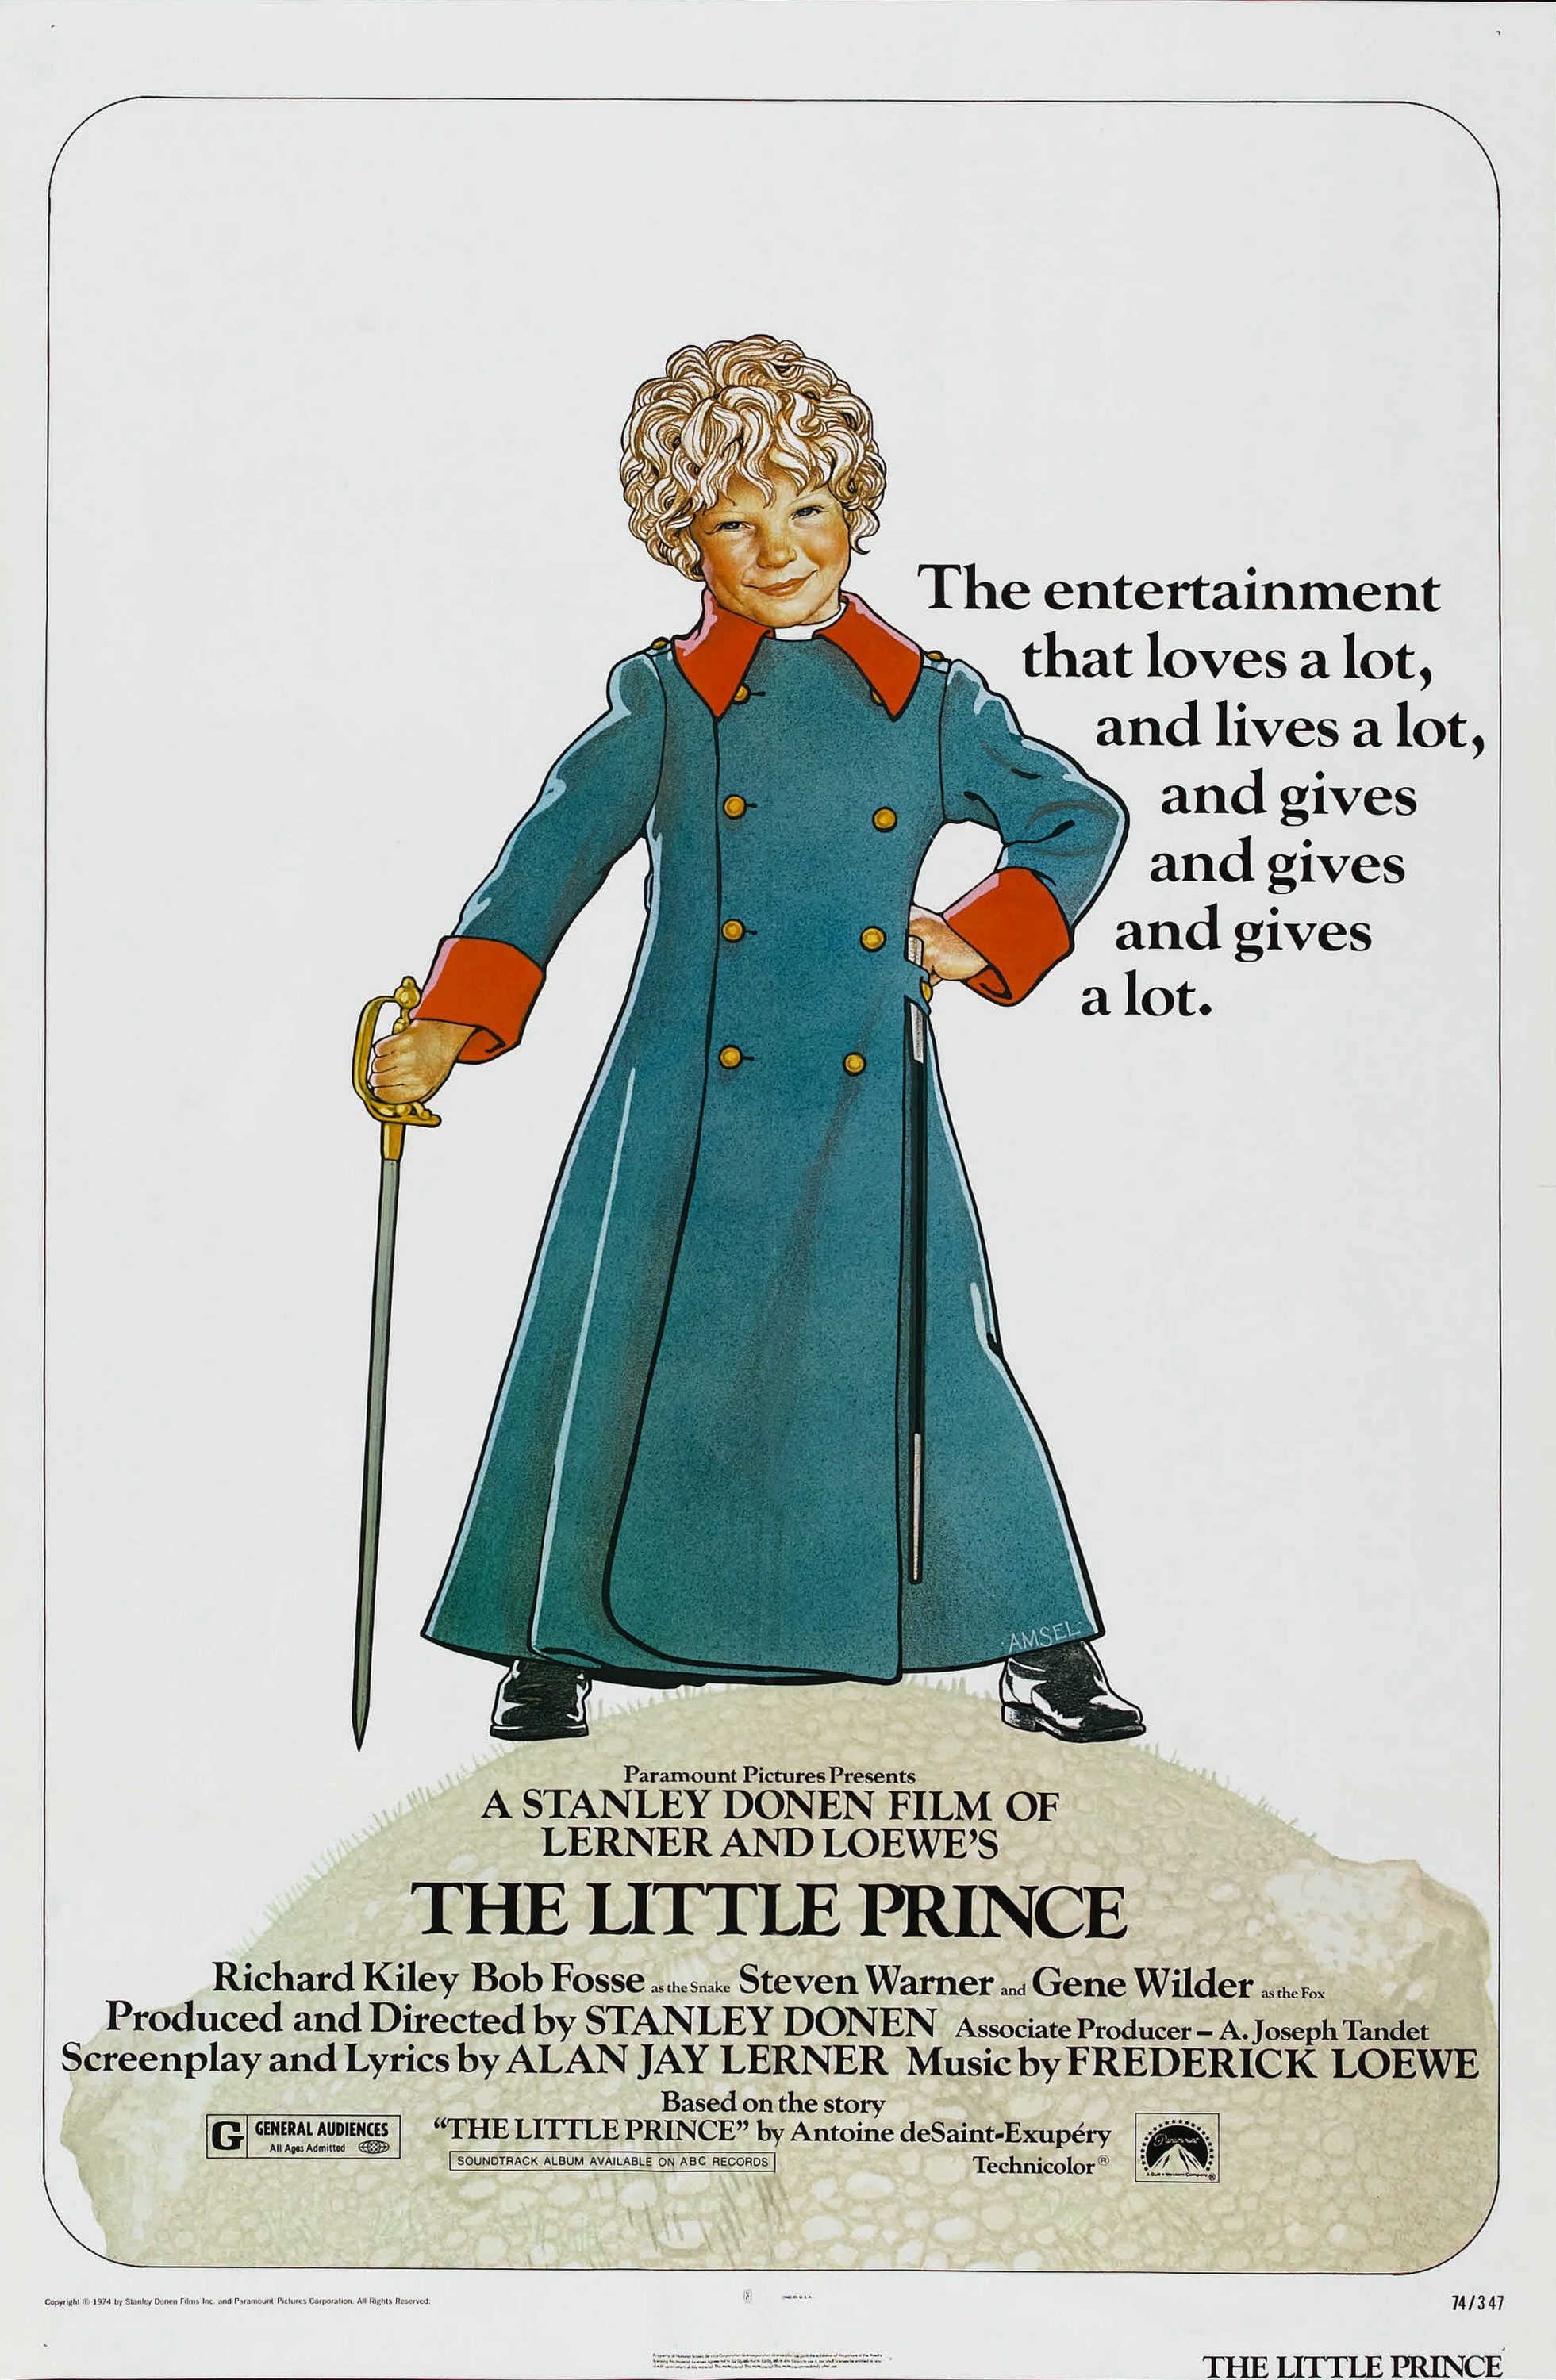 The entertainment
that loves a lot,
and lives a lot,
and gives
and gives
and gives
a lot.
AMSEL
Paramount Pictures Presents
A STANLEY DONEN FILM OF
LERNER AND LOEWE'S
THE LITTLE PRINCE
Richard Kiley Bob Fosse as the Snake Steven Warner and Gene Wilder as the Fox
Produced and Directed by STANLEY DONEN Associate Producer – A. Joseph Tandet
Screenplay and Lyrics by ALAN JAY LERNER Music by FREDERICK LOEWE
Based on the story
"THE LITTLE PRINCE" by Antoine deSaint-Exupéry
G GENERAL AUDIENCES
All Ages Admitted
SOUNDTRACK ALBUM AVAILABLE ON ABC RECORDS
Technicolor®
Paramount
A Gulf + Western Company
Copyright © 1974 by Stanley Donen Films Inc. and Paramount Pictures Corporation. All Rights Reserved.
74/347
THE LITTLE PRINCE